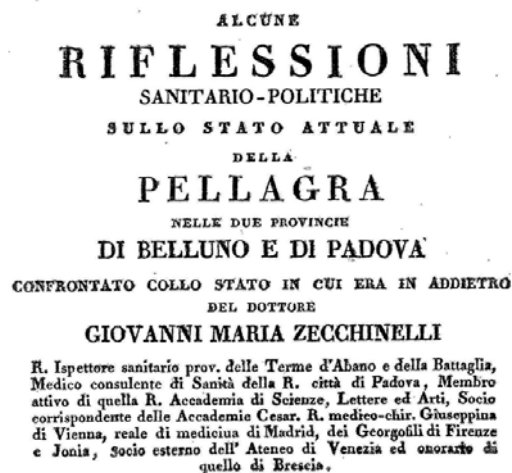 ALCUNE
RIFLESSIONI
SANITARIO-POLITICHE
SULLO STATO ATTUALE
DELLA
PELLAGRA
NELLE DUE PROVINCIE
DI BELLUNO E DI PADOVA
CONFRONTATO COLLO STATO IN CUI ERA IN ADDIETRO
DEL DOTTORE
GIOVANNI MARIA ZECCHINELLI
R. Ispettore sanitario prov. delle Terme d'Abano e della Battaglia,
Medico consulente di Sanità della R. città di Padova, Membro
attivo di quella R. Accademia di Scienze, Lettere ed Arti, Socio
corrispondente delle Accademie Cesar. R. medico-chir. Giuseppina
di Vienna, reale di medicina di Madrid, dei Georgofili di Firenze
e Jonia, socio esterno dell' Ateneo di Venezia ed onorario di
quello di Brescia.